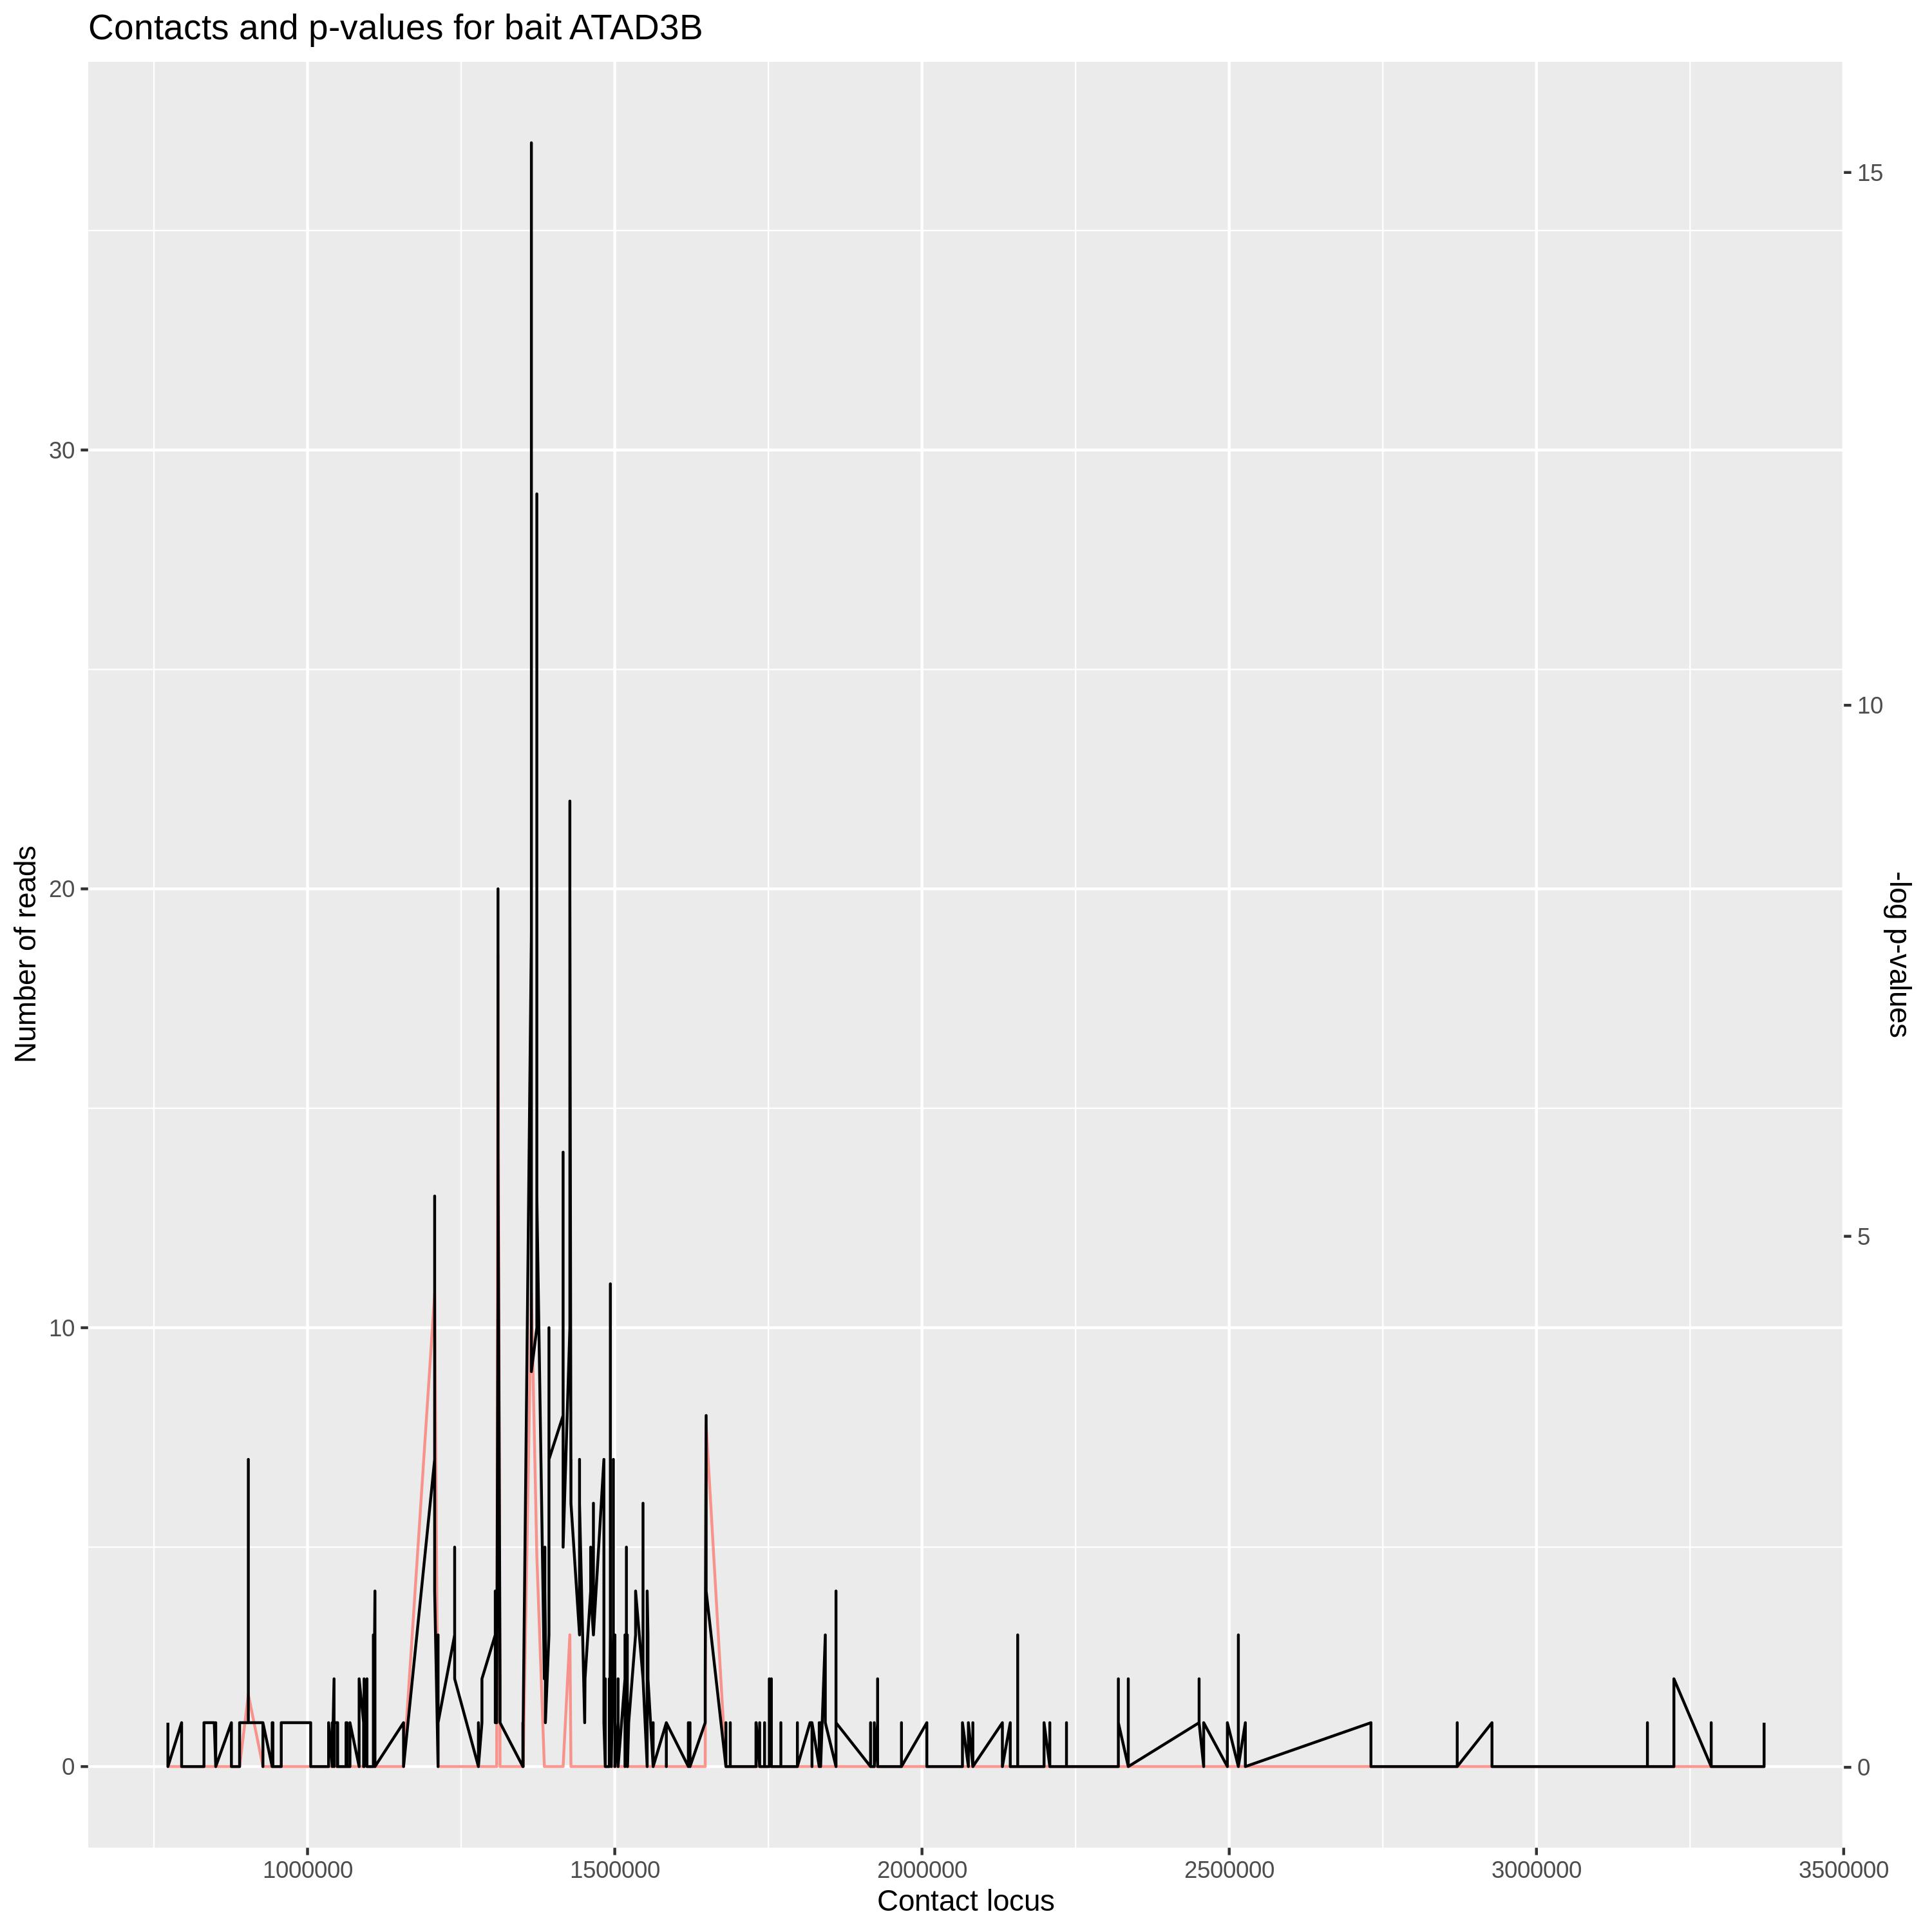 Contacts and p-values for bait ATAD3B
Number of reads
30
20
10
0
15
10
5
0
-log p-values
1000000 1500000 2000000 2500000 3000000 3500000
Contact locus